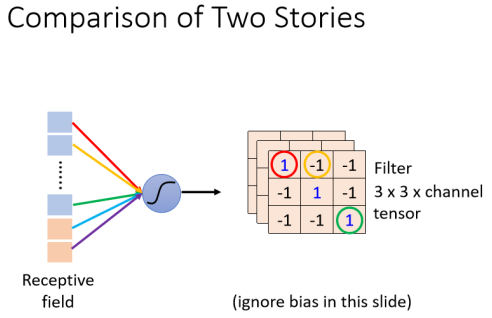 Comparison of Two Stories
1 -1 -1
-1 1 -1
-1 -1 1
Filter
3 x 3 x channel
tensor
Receptive
field
(ignore bias in this slide)